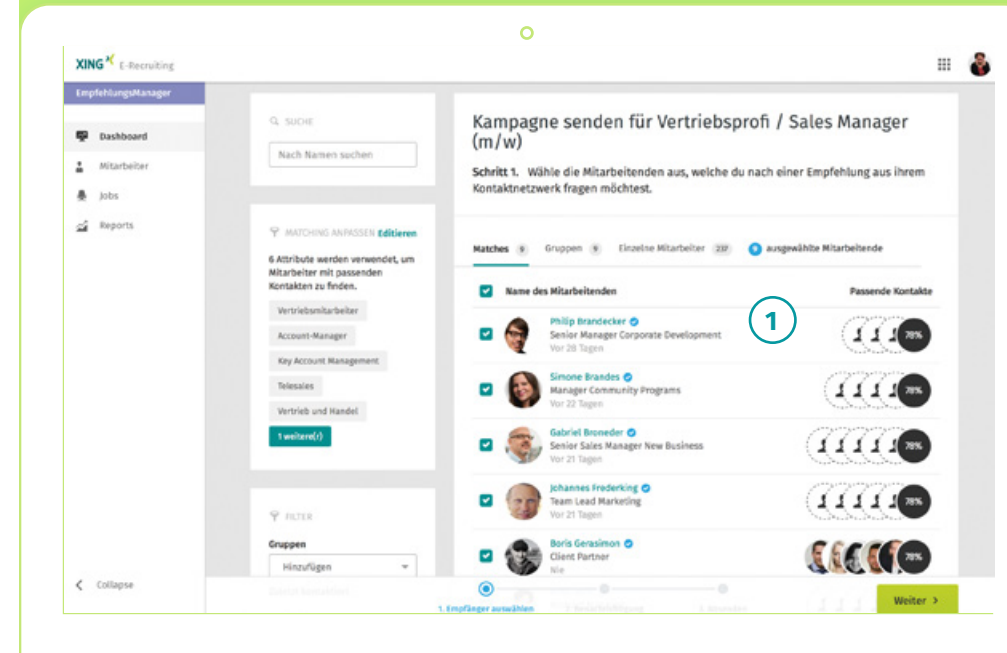 XING E-Recruiting
EmpfehlungsManager
Dashboard
Mitarbeiter
Jobs
Reports
Collapse
SUCHE
Nach Namen suchen
MATCHING ANPASSEN Editieren
6 Attribute werden verwendet, um
Mitarbeiter mit passenden
Kontakten zu finden.
Vertriebsmitarbeiter
Account-Manager
Key Account Management
Telesales
Vertrieb und Handel
1 weitere(r)
FILTER
Gruppen
Hinzufügen
Kampagne senden für Vertriebsprofi / Sales Manager
(m/w)
Schritt 1. Wähle die Mitarbeitenden aus, welche du nach einer Empfehlung aus ihrem
Kontaktnetzwerk fragen möchtest.
Matches 9 Gruppen 9 Einzelne Mitarbeiter 237 9 ausgewählte Mitarbeitende
Name des Mitarbeitenden Passende Kontakte
1
Philip Brandecker
Senior Manager Corporate Development
Vor 28 Tagen
78%
Simone Brandes
Manager Community Programs
Vor 22 Tagen
78%
Gabriel Broneder
Senior Sales Manager New Business
Vor 21 Tagen
78%
Johannes Frederking
Team Lead Marketing
Vor 21 Tagen
78%
Boris Gerasimon
Client Partner
Nie
78%
1. Empfänger auswählen
Weiter